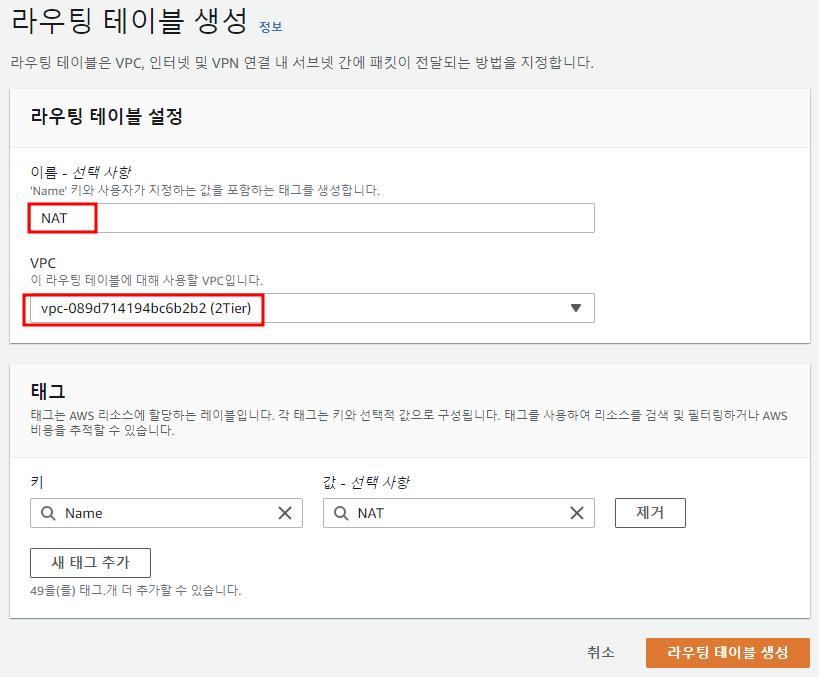 라우팅 테이블 생성 정보
라우팅 테이블은 VPC, 인터넷 및 VPN 연결 내 서브넷 간에 패킷이 전달되는 방법을 지정합니다.
라우팅 테이블 설정
이름 - 선택 사항
'Name' 키와 사용자가 지정하는 값을 포함하는 태그를 생성합니다.
NAT
VPC
이 라우팅 테이블에 대해 사용할 VPC입니다.
vpc-089d714194bc6b2b2 (2Tier)
태그
태그는 AWS 리소스에 할당하는 레이블입니다. 각 태그는 키와 선택적 값으로 구성됩니다. 태그를 사용하여 리소스를 검색 및 필터링하거나 AWS
비용을 추적할 수 있습니다.
키 값 - 선택 사항
Name NAT 제거
새 태그 추가
49을(를) 태그.개 더 추가할 수 있습니다.
취소 라우팅 테이블 생성